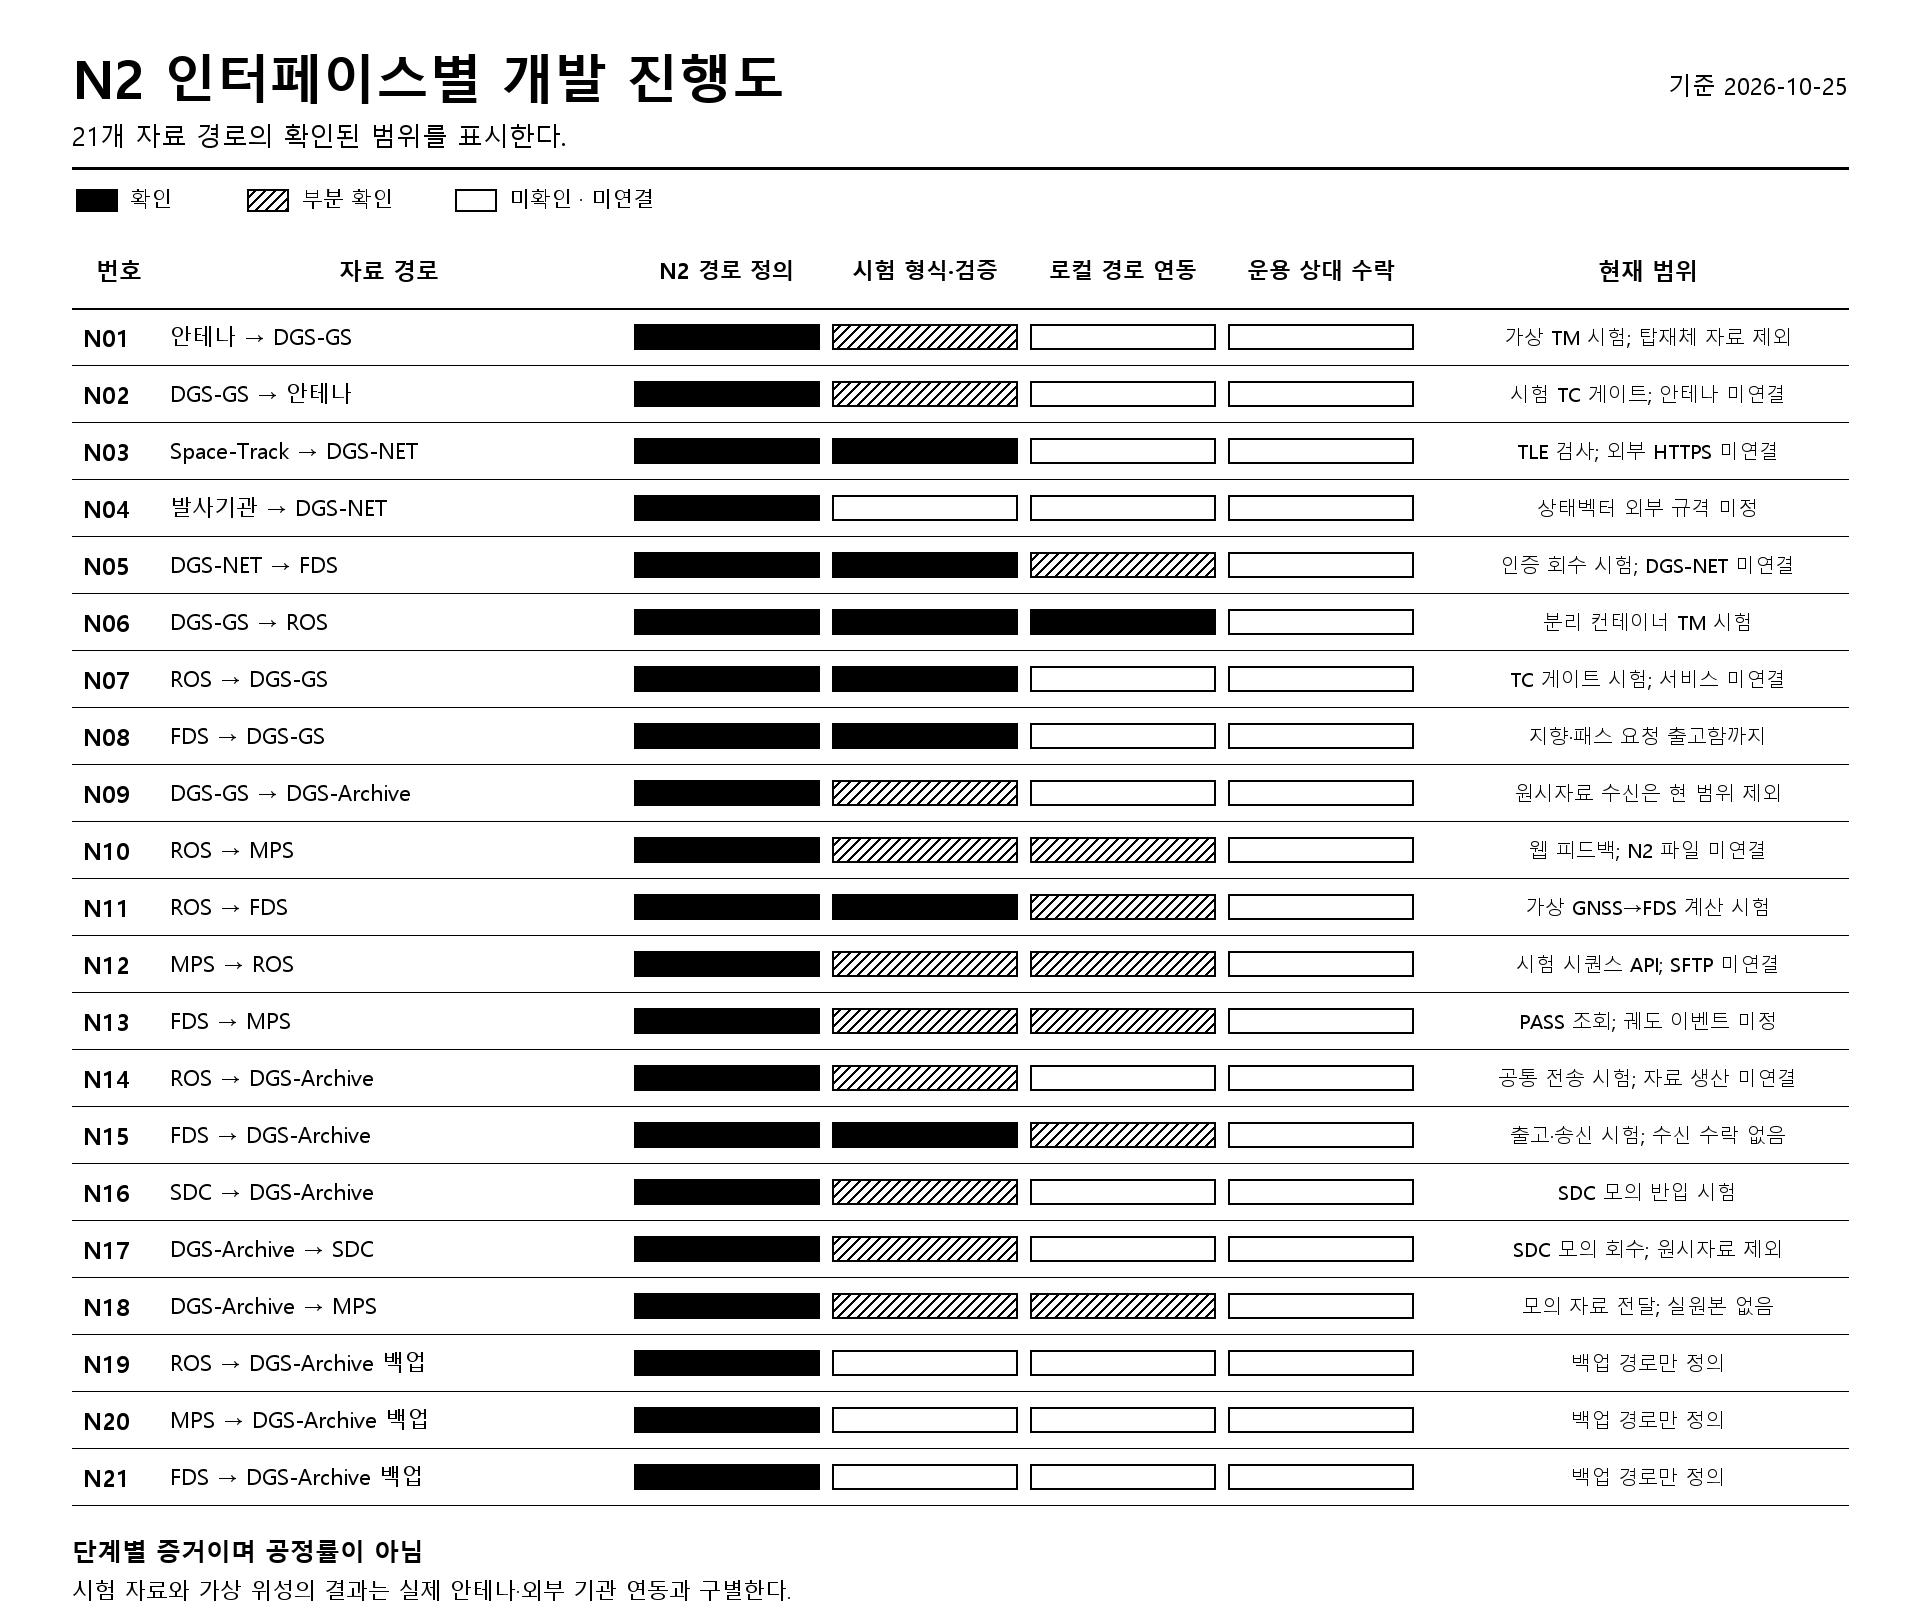 N2 인터페이스별 개발 진행도
기준 2026-10-25
21개 자료 경로의 확인된 범위를 표시한다.
확인 부분 확인 미확인 · 미연결
번호 자료 경로 N2 경로 정의 시험 형식·검증 로컬 경로 연동 운용 상대 수락 현재 범위
N01 안테나 → DGS-GS 가상 TM 시험; 탑재체 자료 제외
N02 DGS-GS → 안테나 시험 TC 게이트; 안테나 미연결
N03 Space-Track → DGS-NET TLE 검사; 외부 HTTPS 미연결
N04 발사기관 → DGS-NET 상태벡터 외부 규격 미정
N05 DGS-NET → FDS 인증 회수 시험; DGS-NET 미연결
N06 DGS-GS → ROS 분리 컨테이너 TM 시험
N07 ROS → DGS-GS TC 게이트 시험; 서비스 미연결
N08 FDS → DGS-GS 지향·패스 요청 출고함까지
N09 DGS-GS → DGS-Archive 원시자료 수신은 현 범위 제외
N10 ROS → MPS 웹 피드백; N2 파일 미연결
N11 ROS → FDS 가상 GNSS→FDS 계산 시험
N12 MPS → ROS 시험 시퀀스 API; SFTP 미연결
N13 FDS → MPS PASS 조회; 궤도 이벤트 미정
N14 ROS → DGS-Archive 공통 전송 시험; 자료 생산 미연결
N15 FDS → DGS-Archive 출고·송신 시험; 수신 수락 없음
N16 SDC → DGS-Archive SDC 모의 반입 시험
N17 DGS-Archive → SDC SDC 모의 회수; 원시자료 제외
N18 DGS-Archive → MPS 모의 자료 전달; 실원본 없음
N19 ROS → DGS-Archive 백업 백업 경로만 정의
N20 MPS → DGS-Archive 백업 백업 경로만 정의
N21 FDS → DGS-Archive 백업 백업 경로만 정의
단계별 증거이며 공정률이 아님
시험 자료와 가상 위성의 결과는 실제 안테나·외부 기관 연동과 구별한다.